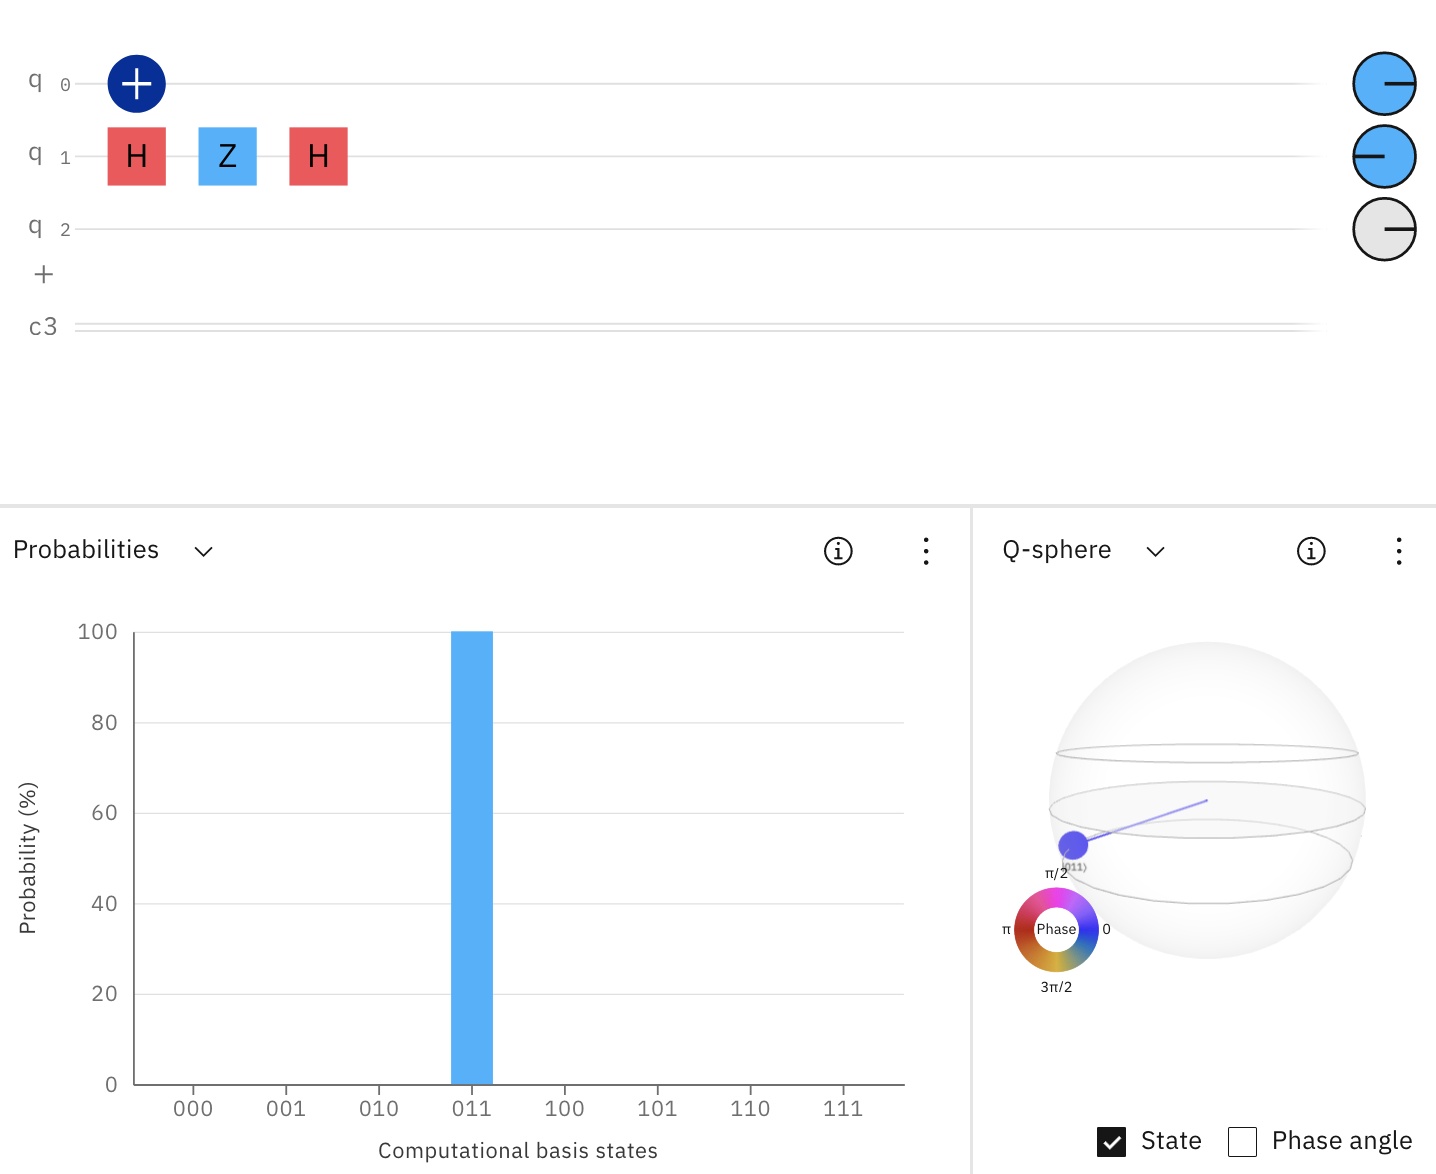 q 0 +
q 1 H Z H
q 2
+
c3
Probabilities
Q-sphere
Probability (%)
100
80
60
40
20
0
000 001 010 011 100 101 110 111
Computational basis states
|011⟩
π/2
π Phase 0
3π/2
State Phase angle